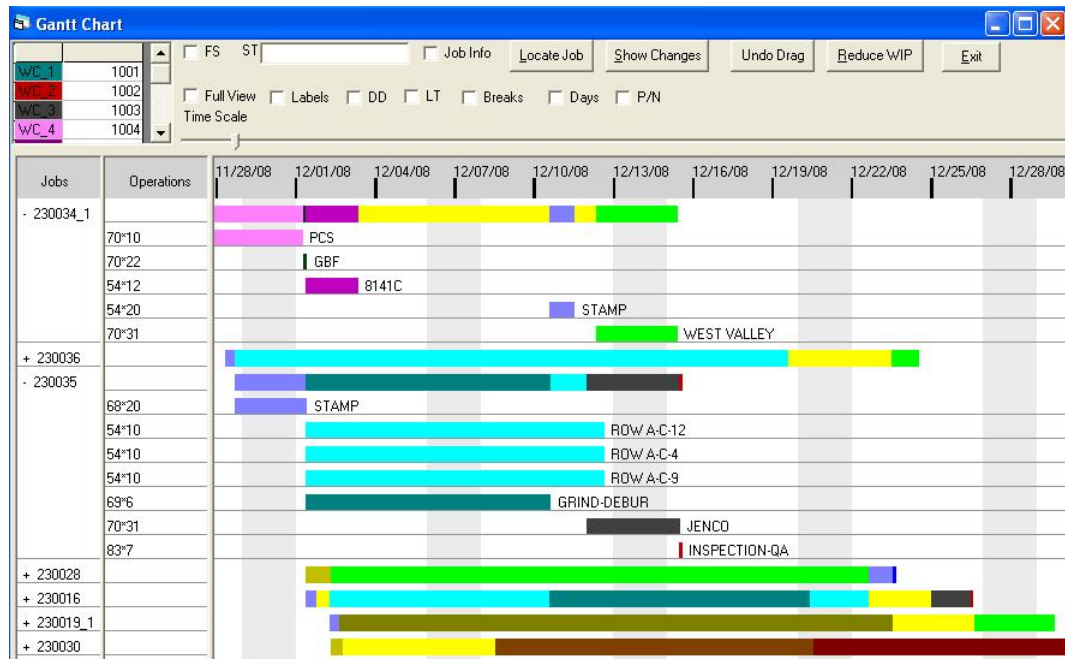 Gantt Chart
FS ST Job Info Locate Job Show Changes Undo Drag Reduce WIP Exit
WC_1 1001
WC_2 1002
WC_3 1003
WC_4 1004
Full View Labels DD LT Breaks Days P/N
Time Scale
Jobs Operations 11/28/08 12/01/08 12/04/08 12/07/08 12/10/08 12/13/08 12/16/08 12/19/08 12/22/08 12/25/08 12/28/08
- 230034_1
70*10 PCS
70*22 GBF
54*12 8141C
54*20 STAMP
70*31 WEST VALLEY
+ 230036
- 230035
68*20 STAMP
54*10 ROW A-C-12
54*10 ROW A-C-4
54*10 ROW A-C-9
69*6 GRIND-DEBUR
70*31 JENCO
83*7 INSPECTION-QA
+ 230028
+ 230016
+ 230019_1
+ 230030